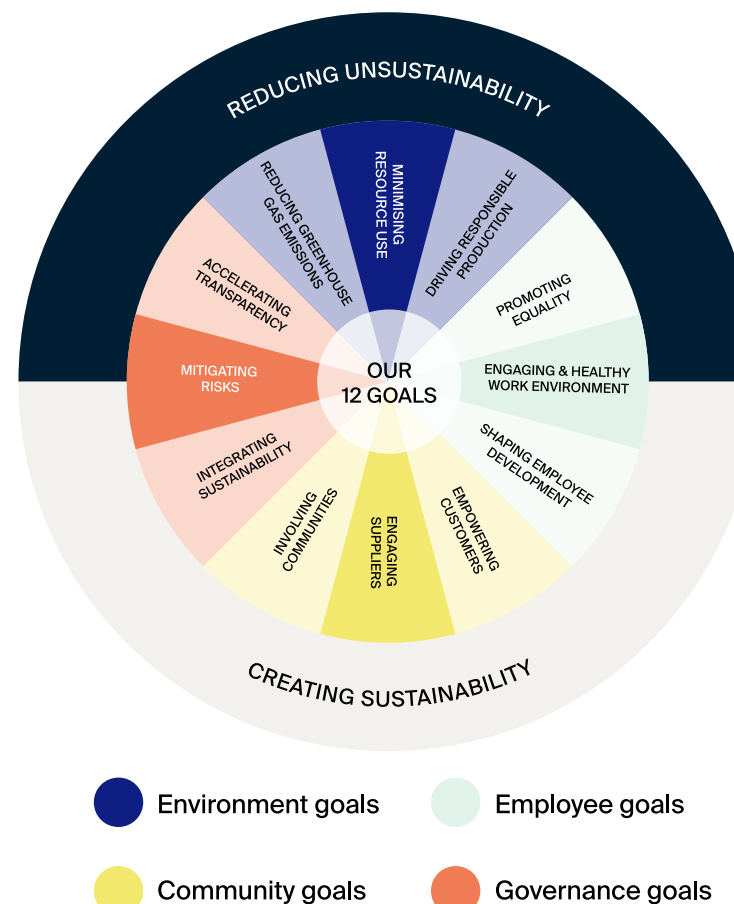 REDUCING UNSUSTAINABILITY
MINIMISING
RESOURCE USE
DRIVING RESPONSIBLE
PRODUCTION
PROMOTING
EQUALITY
ENGAGING & HEALTHY
WORK ENVIRONMENT
SHAPING EMPLOYEE
DEVELOPMENT
EMPOWERING
CUSTOMERS
ENGAGING
SUPPLIERS
INVOLVING
COMMUNITIES
INTEGRATING
SUSTAINABILITY
MITIGATING
RISKS
ACCELERATING
TRANSPARENCY
REDUCING GREENHOUSE
GAS EMISSIONS
OUR
12 GOALS
CREATING SUSTAINABILITY
Environment goals
Employee goals
Community goals
Governance goals